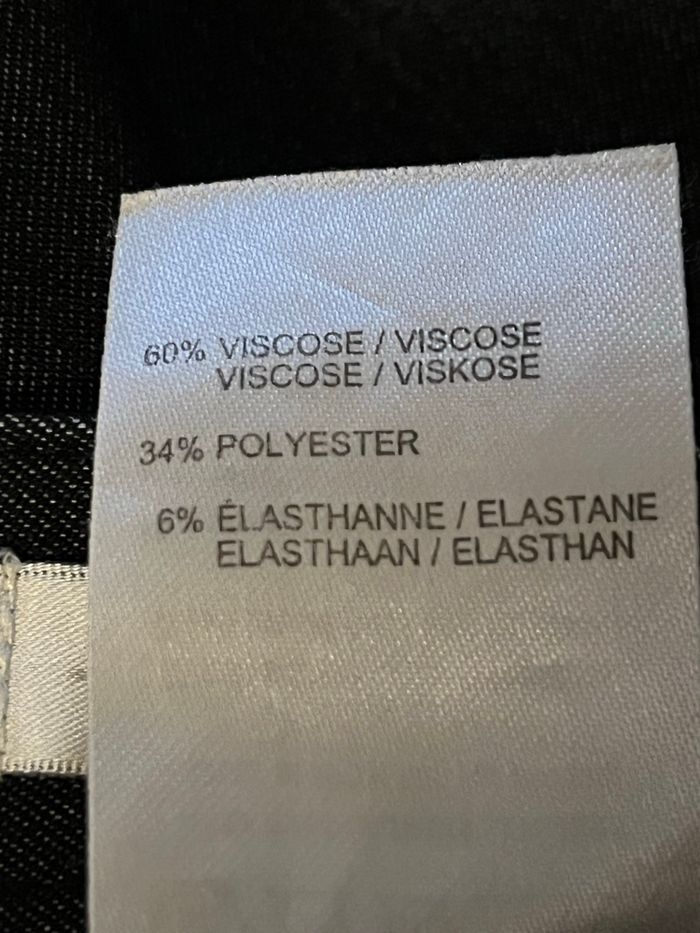 60% VISCOSE / VISCOSE
VISCOSE / VISKOSE
34% POLYESTER
6% ÉLASTHANNE / ELASTANE
ELASTHAAN / ELASTHAN